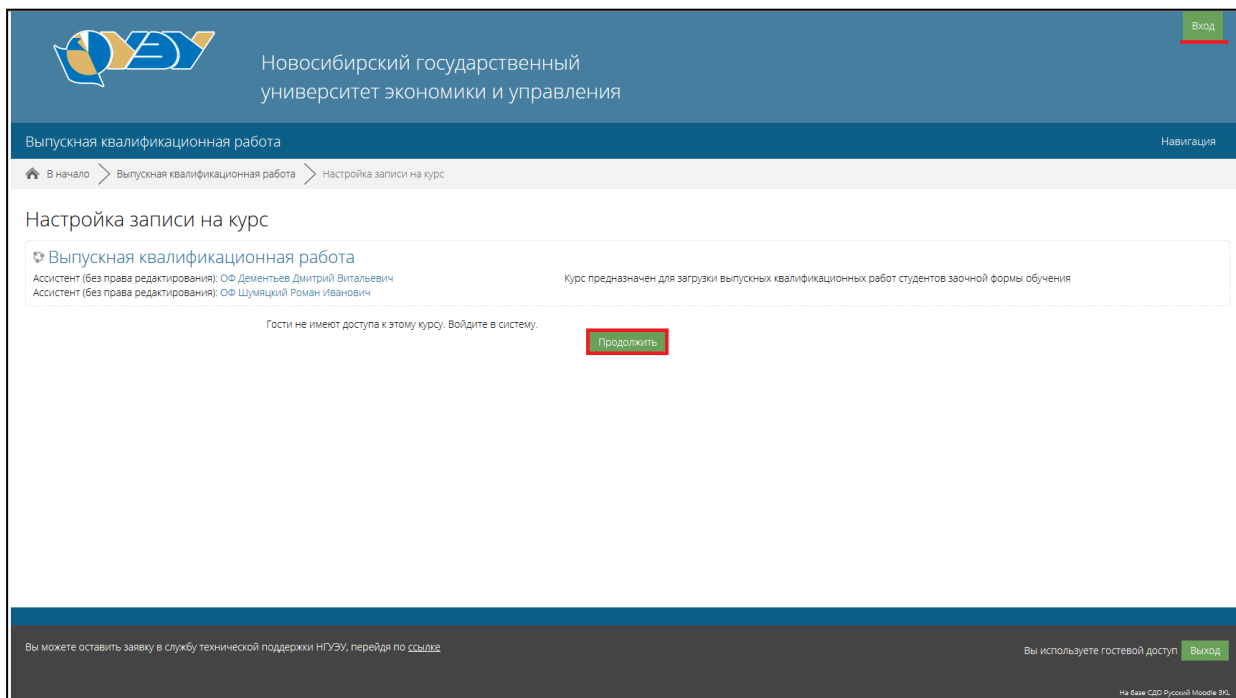 Вход
Новосибирский государственный
университет экономики и управления
Выпускная квалификационная работа
Навигация
В начало
Выпускная квалификационная работа
Настройка записи на курс
Настройка записи на курс
Выпускная квалификационная работа
Ассистент (без права редактирования): ОФ Дементьев Дмитрий Витальевич
Ассистент (без права редактирования): ОФ Шумяцкий Роман Иванович
Курс предназначен для загрузки выпускных квалификационных работ студентов заочной формы обучения
Гости не имеют доступа к этому курсу. Войдите в систему.
Продолжить
Вы можете оставить заявку в службу технической поддержки НГУЭУ, перейдя по ссылке
Вы используете гостевой доступ Выход
На базе СДО Русский Moodle 3KL